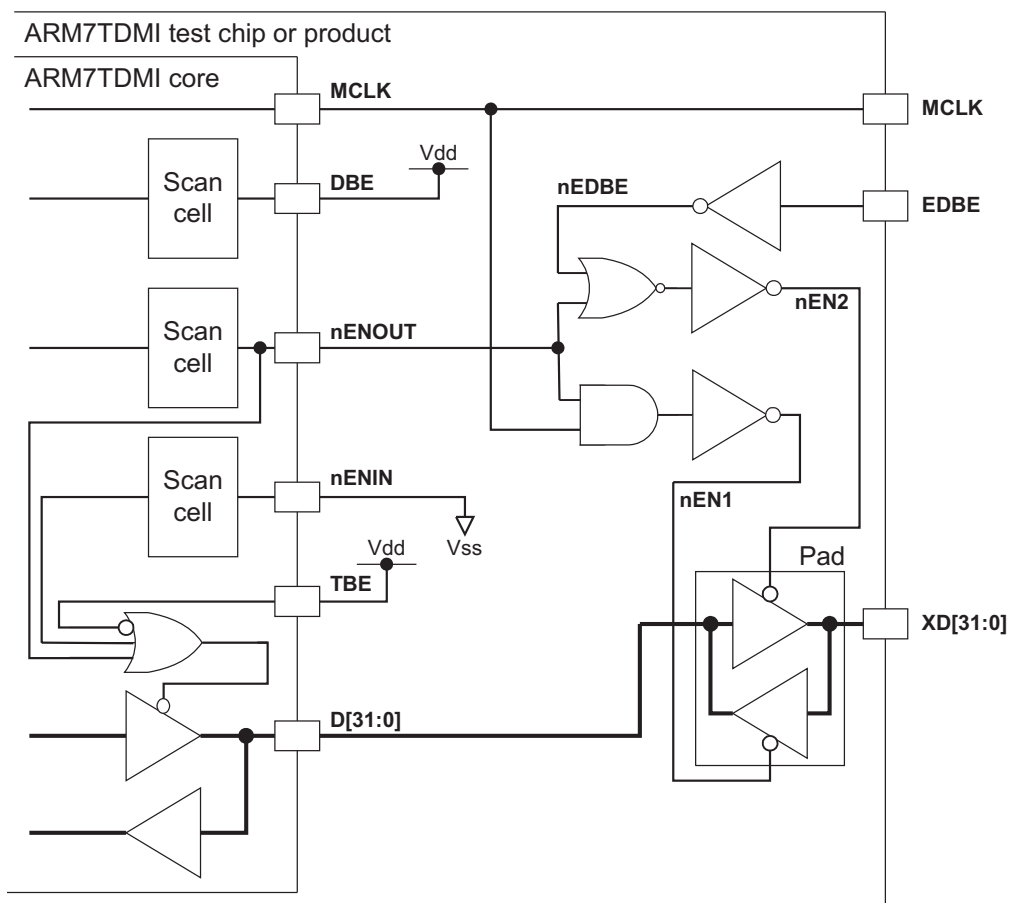 ARM7TDMI test chip or product
ARM7TDMI core
MCLK
MCLK
Scan
cell
DBE
Vdd
nEDBE
EDBE
Scan
cell
nENOUT
nEN2
Scan
cell
nENIN
Vss
nEN1
Vdd
TBE
Pad
XD[31:0]
D[31:0]